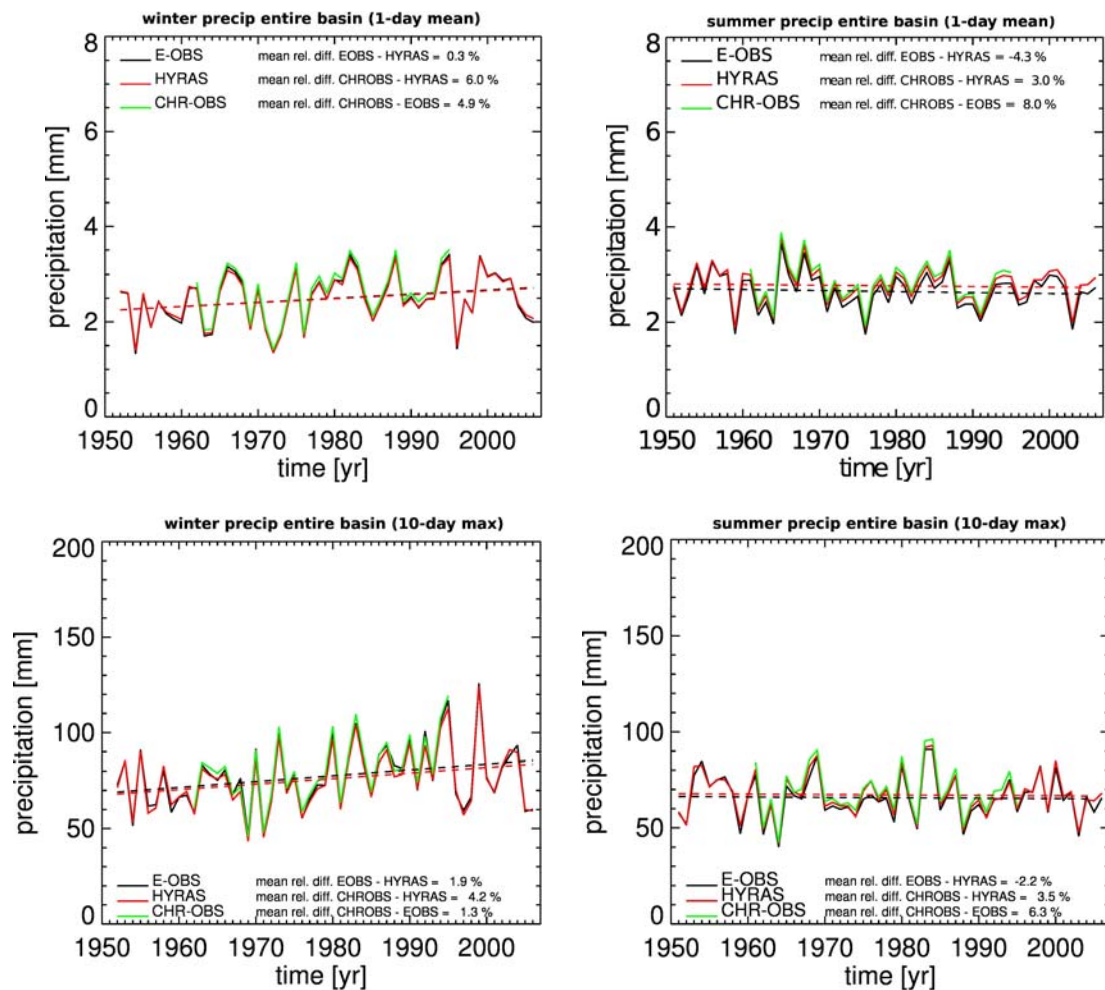 winter precip entire basin (1-day mean)
8
6
4
2
0
precipitation [mm]
E-OBS mean rel. diff. EOBS - HYRAS = 0.3 %
HYRAS mean rel. diff. CHROBS - HYRAS = 6.0 %
CHR-OBS mean rel. diff. CHROBS - EOBS = 4.9 %
1950 1960 1970 1980 1990 2000
time [yr]
summer precip entire basin (1-day mean)
8
6
4
2
0
precipitation [mm]
E-OBS mean rel. diff. EOBS - HYRAS = -4.3 %
HYRAS mean rel. diff. CHROBS - HYRAS = 3.0 %
CHR-OBS mean rel. diff. CHROBS - EOBS = 8.0 %
1950 1960 1970 1980 1990 2000
time [yr]
winter precip entire basin (10-day max)
200
150
100
50
0
precipitation [mm]
E-OBS mean rel. diff. EOBS - HYRAS = 1.9 %
HYRAS mean rel. diff. CHROBS - HYRAS = 4.2 %
CHR-OBS mean rel. diff. CHROBS - EOBS = 1.3 %
1950 1960 1970 1980 1990 2000
time [yr]
summer precip entire basin (10-day max)
200
150
100
50
0
precipitation [mm]
E-OBS mean rel. diff. EOBS - HYRAS = -2.2 %
HYRAS mean rel. diff. CHROBS - HYRAS = 3.5 %
CHR-OBS mean rel. diff. CHROBS - EOBS = 6.3 %
1950 1960 1970 1980 1990 2000
time [yr]